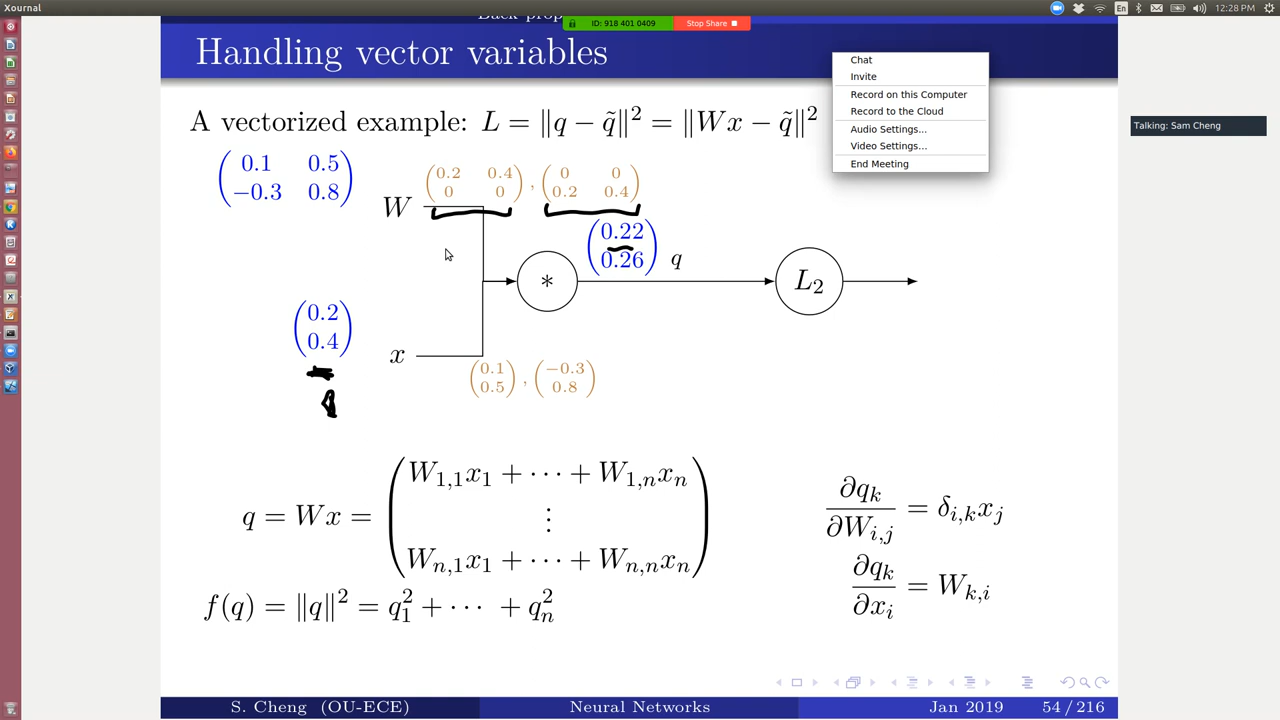 Xournal
En
12:28 PM
Back prop
ID: 918 401 0409
Stop Share
Handling vector variables
Chat
Invite
Record on this Computer
Record to the Cloud
Audio Settings...
Video Settings...
End Meeting
Talking: Sam Cheng
A vectorized example: L = ‖q − q̃‖² = ‖Wx − q̃‖²
0.1 0.5
−0.3 0.8
W
0.2 0.4
0 0
,
0 0
0.2 0.4
0.22
0.26
q
*
L₂
0.2
0.4
x
0.1
0.5
,
−0.3
0.8
q = Wx =
W₁,₁x₁ + ⋯ + W₁,ₙxₙ
⋮
Wₙ,₁x₁ + ⋯ + Wₙ,ₙxₙ
∂qₖ
∂Wᵢ,ⱼ
= δᵢ,ₖxⱼ
∂qₖ
∂xᵢ
= Wₖ,ᵢ
f(q) = ‖q‖² = q₁² + ⋯ + qₙ²
S. Cheng (OU-ECE)
Neural Networks
Jan 2019
54 / 216